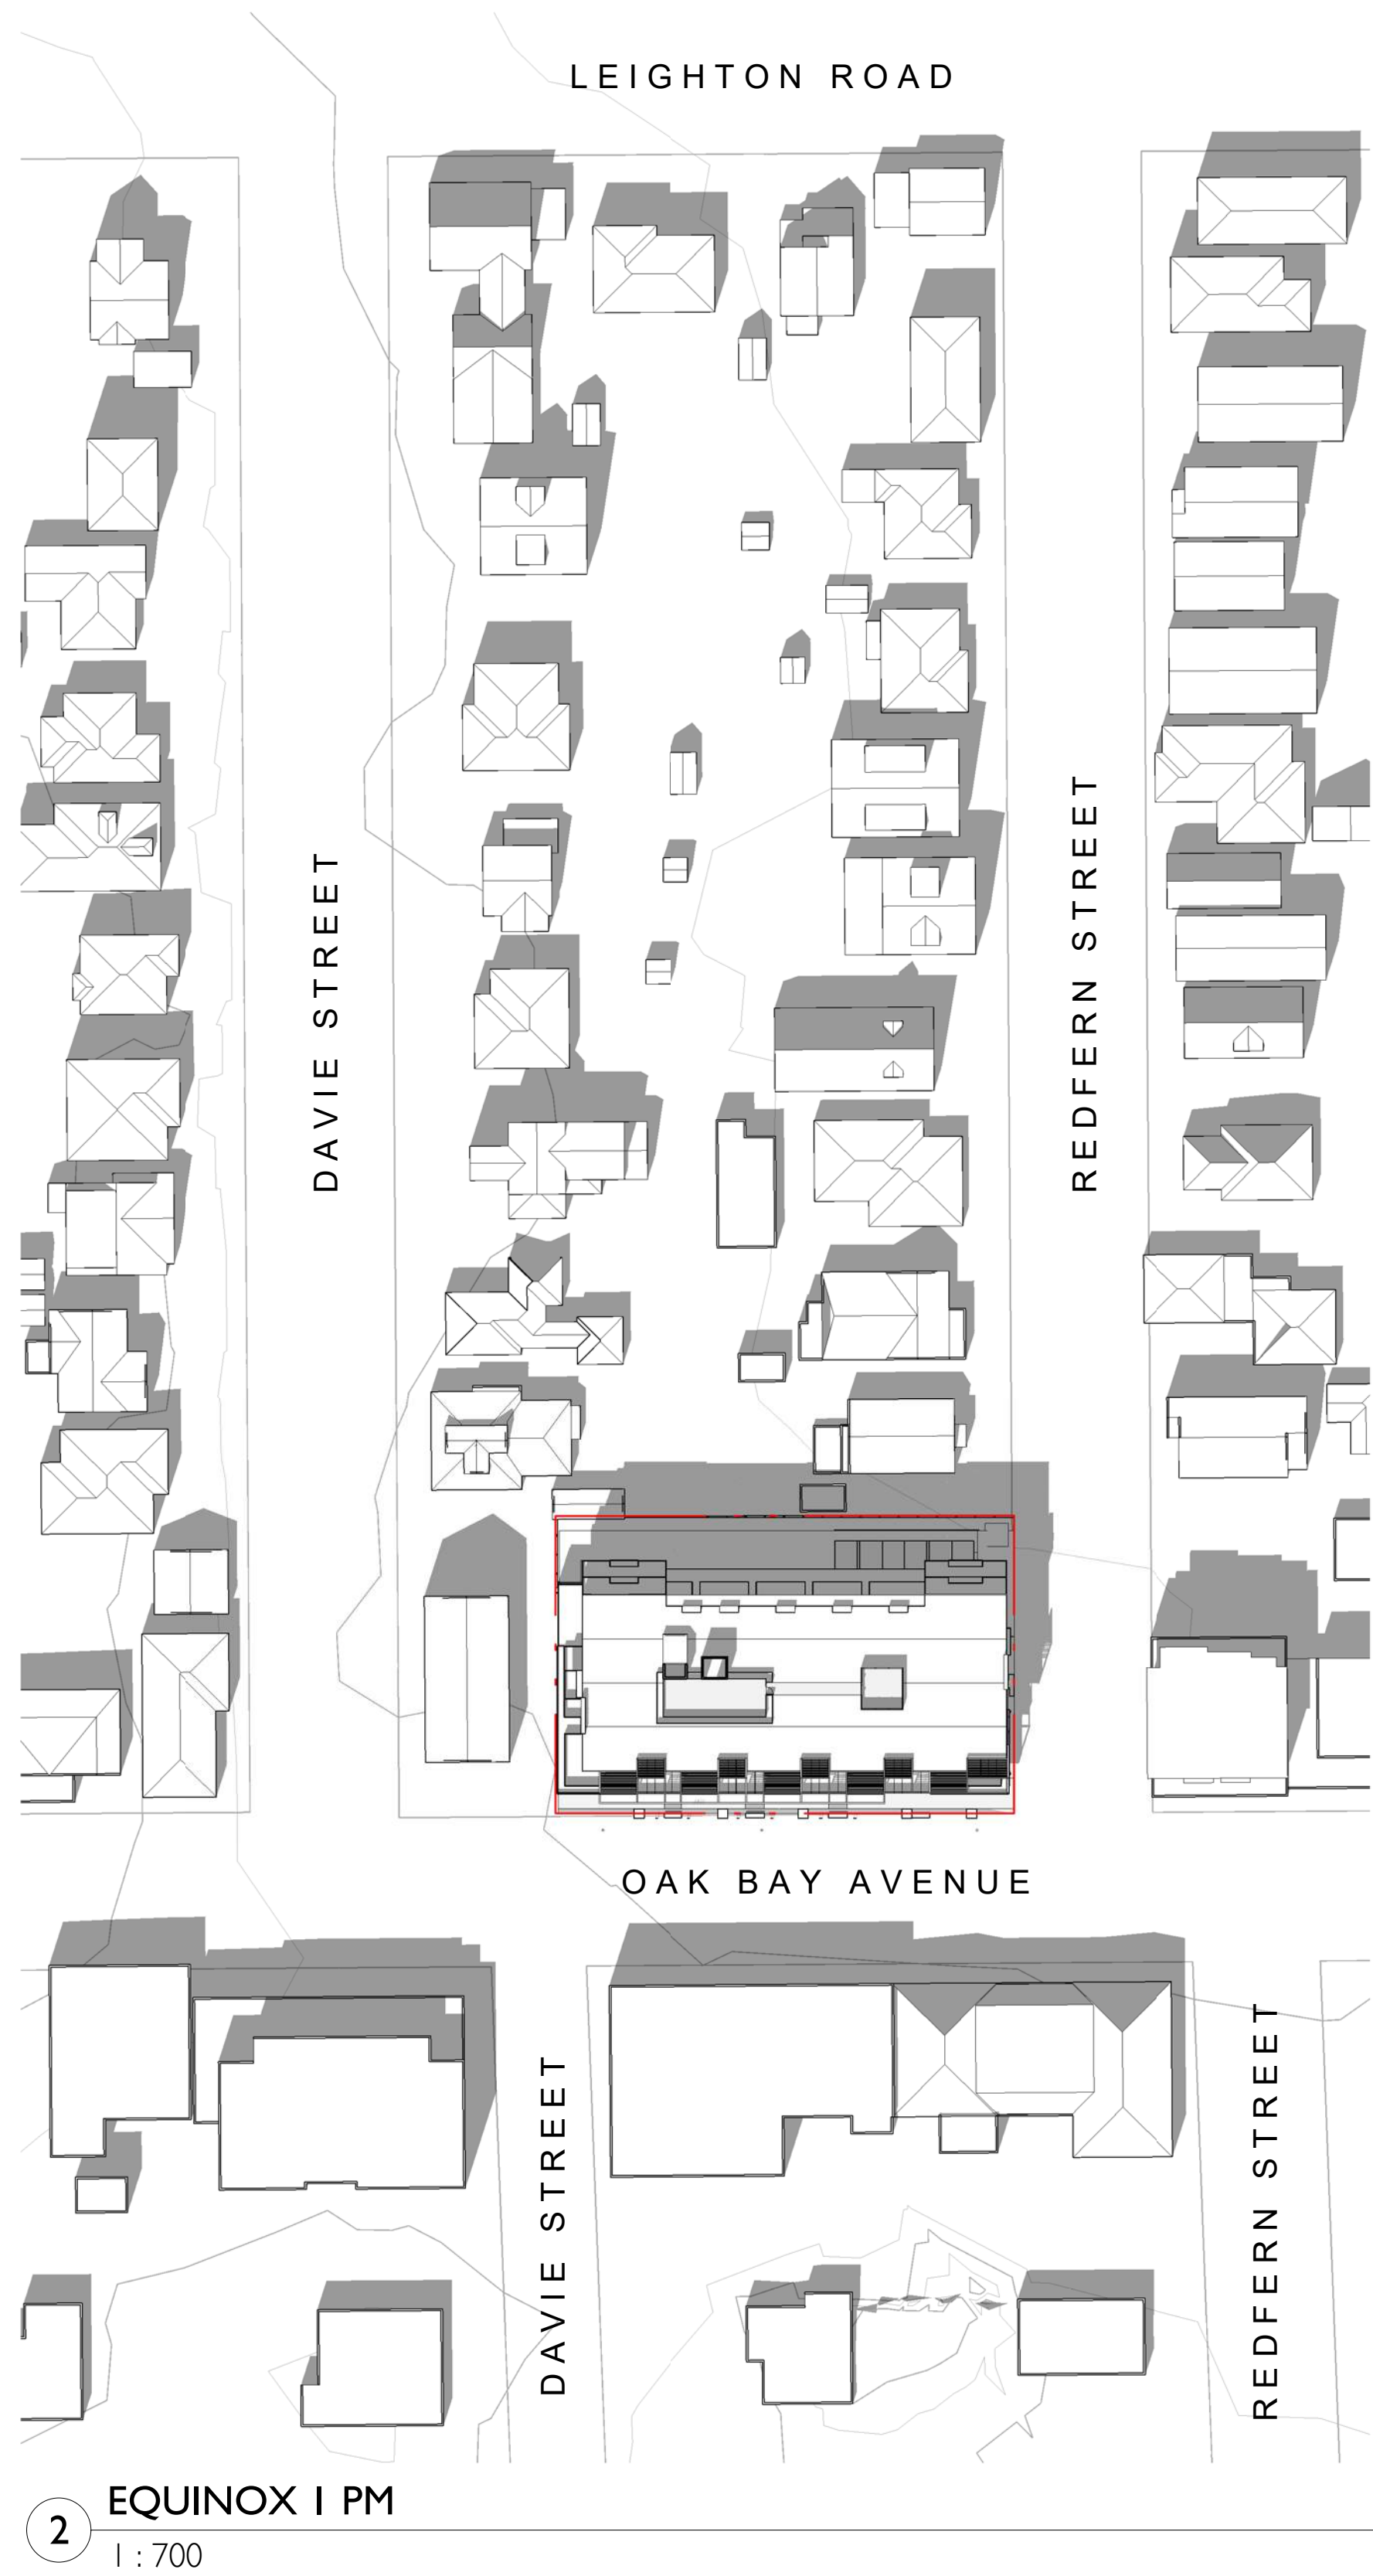 LEIGHTON ROAD
DAVIE STREET
REDFERN STREET
OAK BAY AVENUE
DAVIE STREET
REDFERN STREET
2
EQUINOX 1 PM
1 : 700